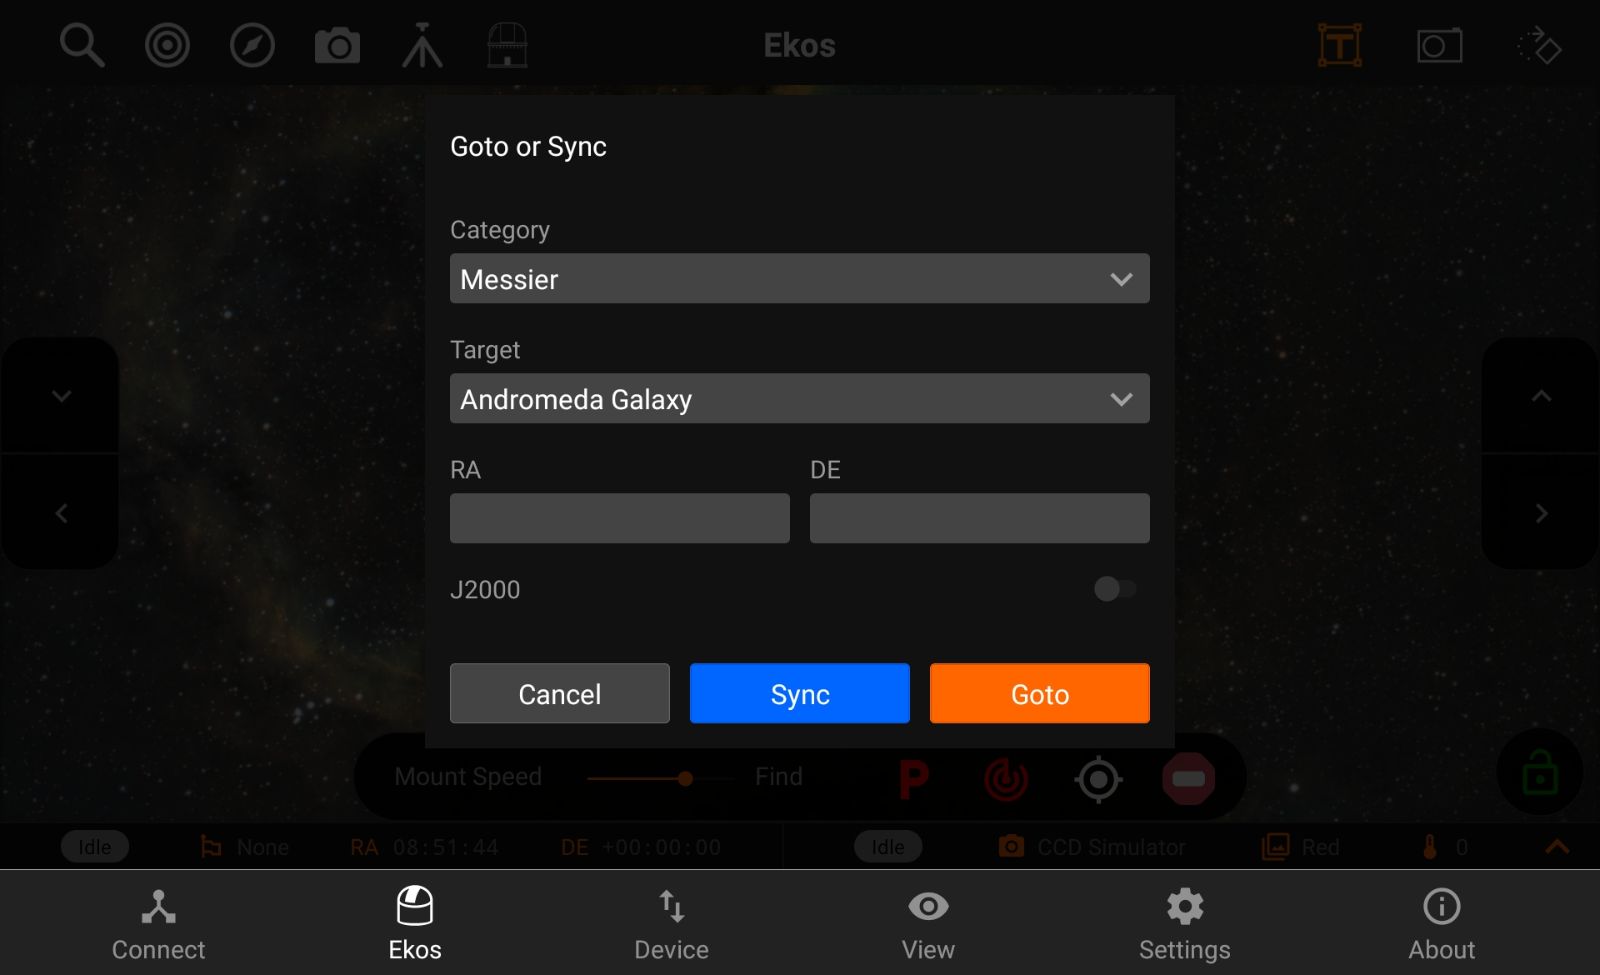 Ekos
T
Goto or Sync
Category
Messier
Target
Andromeda Galaxy
RA DE
J2000
Cancel Sync Goto
Mount Speed Find P
Idle None RA 08:51:44 DE +00:00:00 Idle CCD Simulator Red 0
Connect Ekos Device View Settings About